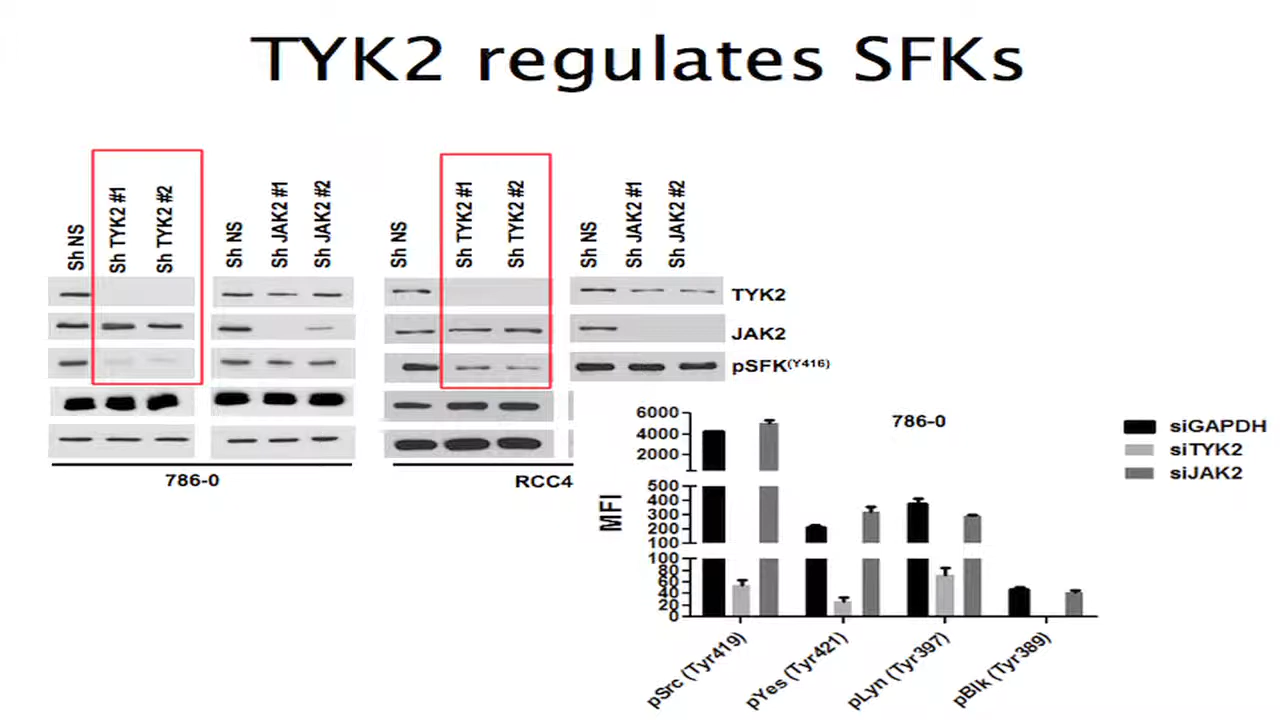 TYK2 regulates SFKs
Sh NS
Sh TYK2 #1
Sh TYK2 #2
Sh NS
Sh JAK2 #1
Sh JAK2 #2
Sh NS
Sh TYK2 #1
Sh TYK2 #2
Sh NS
Sh JAK2 #1
Sh JAK2 #2
TYK2
JAK2
pSFK(Y416)
786-0
RCC4
786-0
siGAPDH
siTYK2
siJAK2
MFI
6000
4000
2000
500
400
300
200
100
100
80
60
40
20
0
pSrc (Tyr419)
pYes (Tyr421)
pLyn (Tyr397)
pBlk (Tyr389)